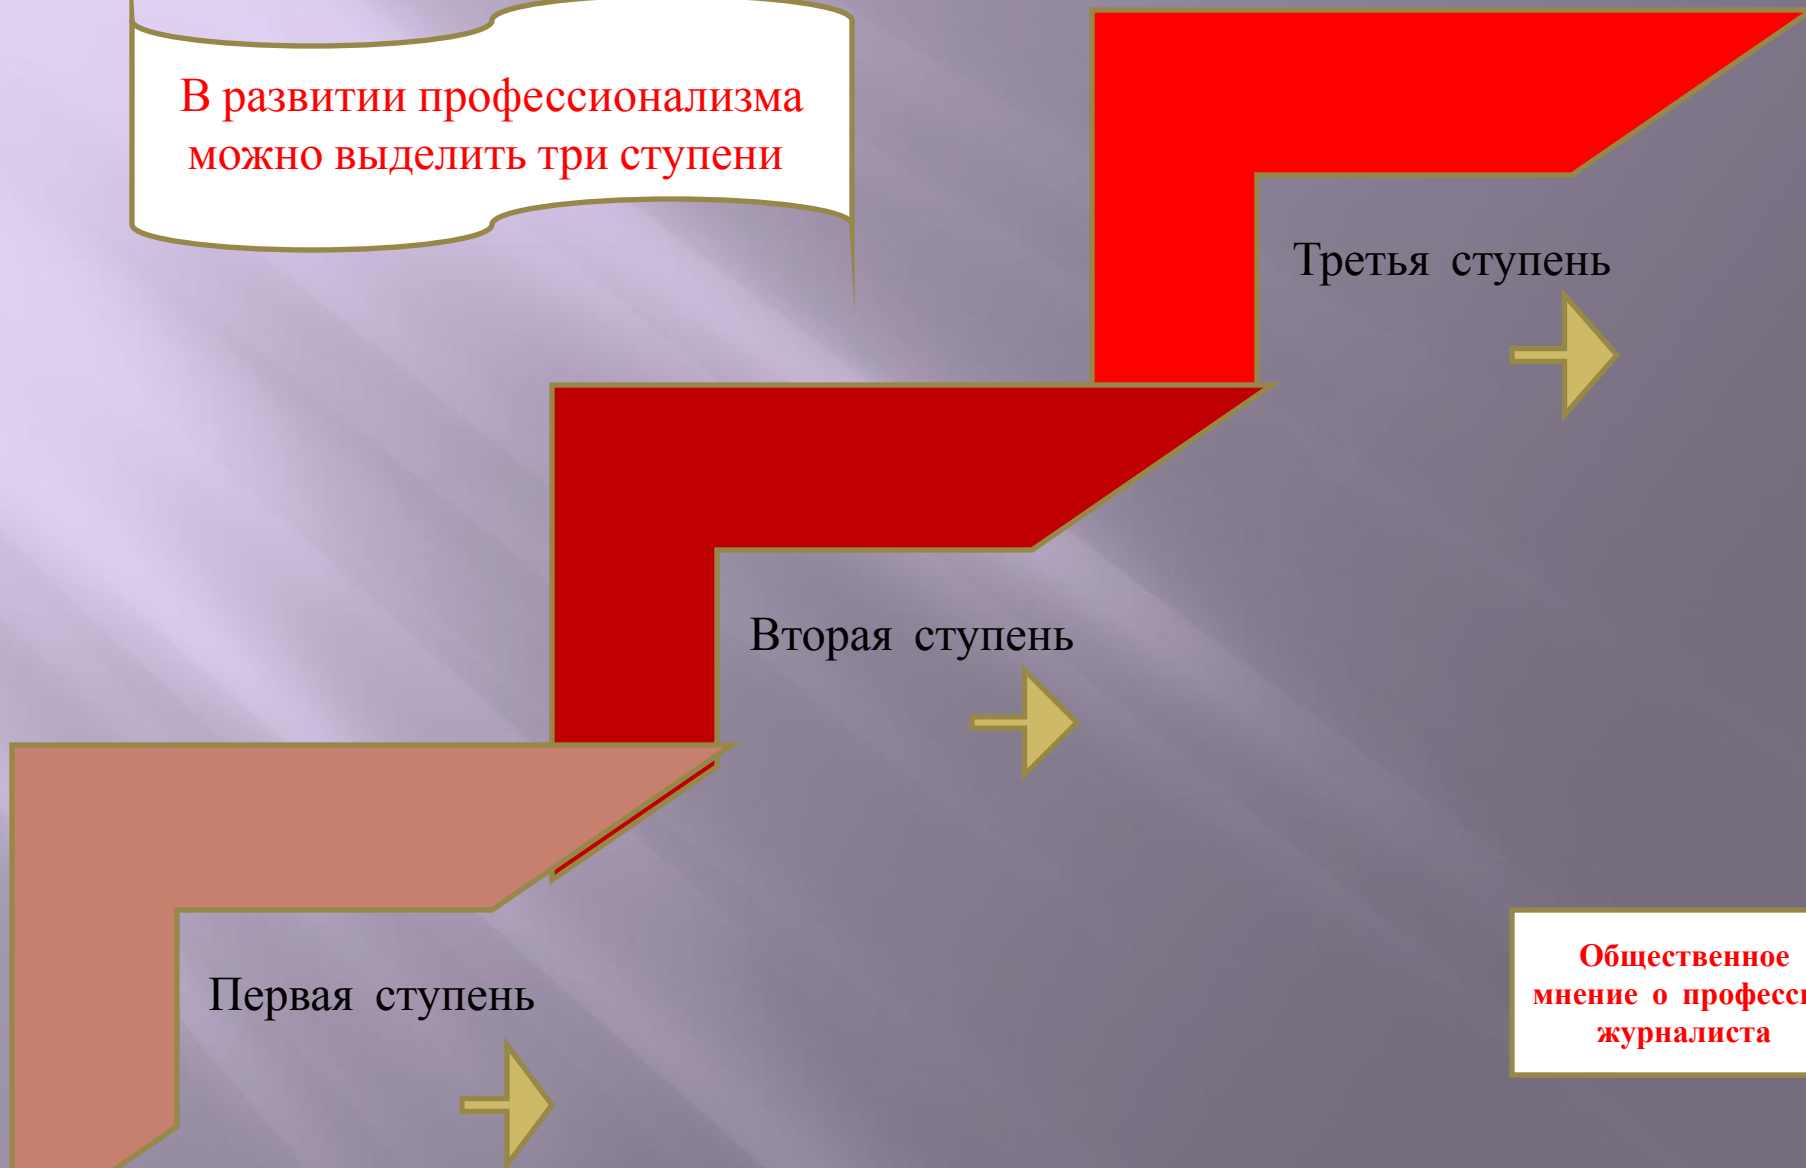 В развитии профессионализма
можно выделить три ступени
Третья ступень
Вторая ступень
Первая ступень
Общественное
мнение о
журналиста